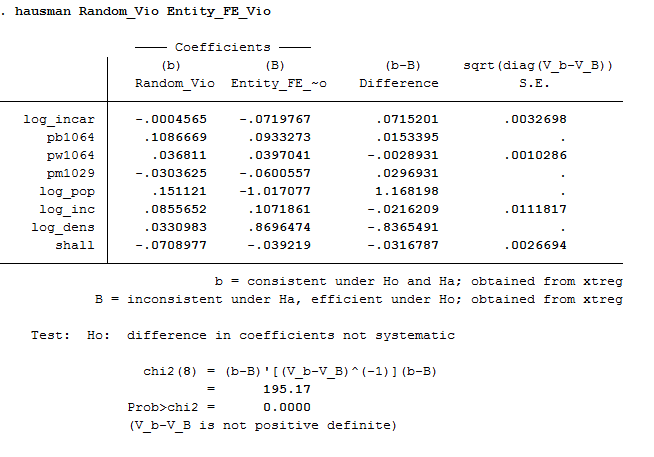 . hausman Random_Vio Entity_FE_Vio
Coefficients
(b) (B) (b-B) sqrt(diag(V_b-V_B))
Random_Vio Entity_FE_~o Difference S.E.
log_incar -.0004565 -.0719767 .0715201 .0032698
pb1064 .1086669 .0933273 .0153395 .
pw1064 .036811 .0397041 -.0028931 .0010286
pm1029 -.0303625 -.0600557 .0296931 .
log_pop .151121 -1.017077 1.168198 .
log_inc .0855652 .1071861 -.0216209 .0111817
log_dens .0330983 .8696474 -.8365491 .
shall -.0708977 -.039219 -.0316787 .0026694
b = consistent under Ho and Ha; obtained from xtreg
B = inconsistent under Ha, efficient under Ho; obtained from xtreg
Test: Ho: difference in coefficients not systematic
chi2(8) = (b-B)'[(V_b-V_B)^(-1)](b-B)
= 195.17
Prob>chi2 = 0.0000
(V_b-V_B is not positive definite)